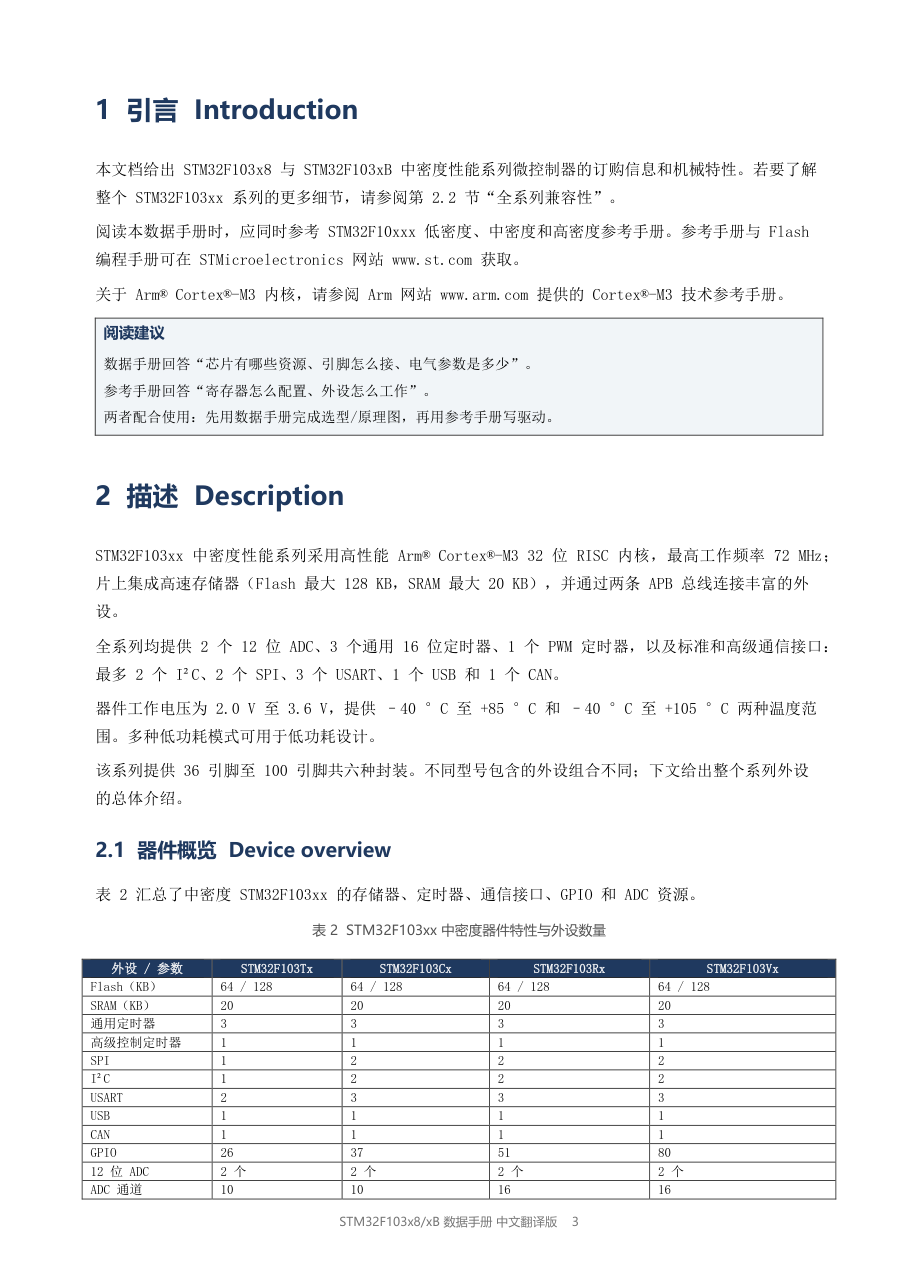 1 引言 Introduction
本文档给出 STM32F103x8 与 STM32F103xB 中密度性能系列微控制器的订购信息和机械特性。若要了解
整个 STM32F103xx 系列的更多细节，请参阅第 2.2 节“全系列兼容性”。
阅读本数据手册时，应同时参考 STM32F10xxx 低密度、中密度和高密度参考手册。参考手册与 Flash
编程手册可在 STMicroelectronics 网站 www.st.com 获取。
关于 Arm® Cortex®-M3 内核，请参阅 Arm 网站 www.arm.com 提供的 Cortex®-M3 技术参考手册。
阅读建议
数据手册回答“芯片有哪些资源、引脚怎么接、电气参数是多少”。
参考手册回答“寄存器怎么配置、外设怎么工作”。
两者配合使用：先用数据手册完成选型/原理图，再用参考手册写驱动。
2 描述 Description
STM32F103xx 中密度性能系列采用高性能 Arm® Cortex®-M3 32 位 RISC 内核，最高工作频率 72 MHz；
片上集成高速存储器（Flash 最大 128 KB，SRAM 最大 20 KB），并通过两条 APB 总线连接丰富的外
设。
全系列均提供 2 个 12 位 ADC、3 个通用 16 位定时器、1 个 PWM 定时器，以及标准和高级通信接口：
最多 2 个 I²C、2 个 SPI、3 个 USART、1 个 USB 和 1 个 CAN。
器件工作电压为 2.0 V 至 3.6 V，提供 –40 °C 至 +85 °C 和 –40 °C 至 +105 °C 两种温度范
围。多种低功耗模式可用于低功耗设计。
该系列提供 36 引脚至 100 引脚共六种封装。不同型号包含的外设组合不同；下文给出整个系列外设
的总体介绍。
2.1 器件概览 Device overview
表 2 汇总了中密度 STM32F103xx 的存储器、定时器、通信接口、GPIO 和 ADC 资源。
表 2 STM32F103xx 中密度器件特性与外设数量
外设 / 参数 STM32F103Tx STM32F103Cx STM32F103Rx STM32F103Vx
Flash（KB） 64 / 128 64 / 128 64 / 128 64 / 128
SRAM（KB） 20 20 20 20
通用定时器 3 3 3 3
高级控制定时器 1 1 1 1
SPI 1 2 2 2
I²C 1 2 2 2
USART 2 3 3 3
USB 1 1 1 1
CAN 1 1 1 1
GPIO 26 37 51 80
12 位 ADC 2 个 2 个 2 个 2 个
ADC 通道 10 10 16 16
STM32F103x8/xB 数据手册 中文翻译版 3